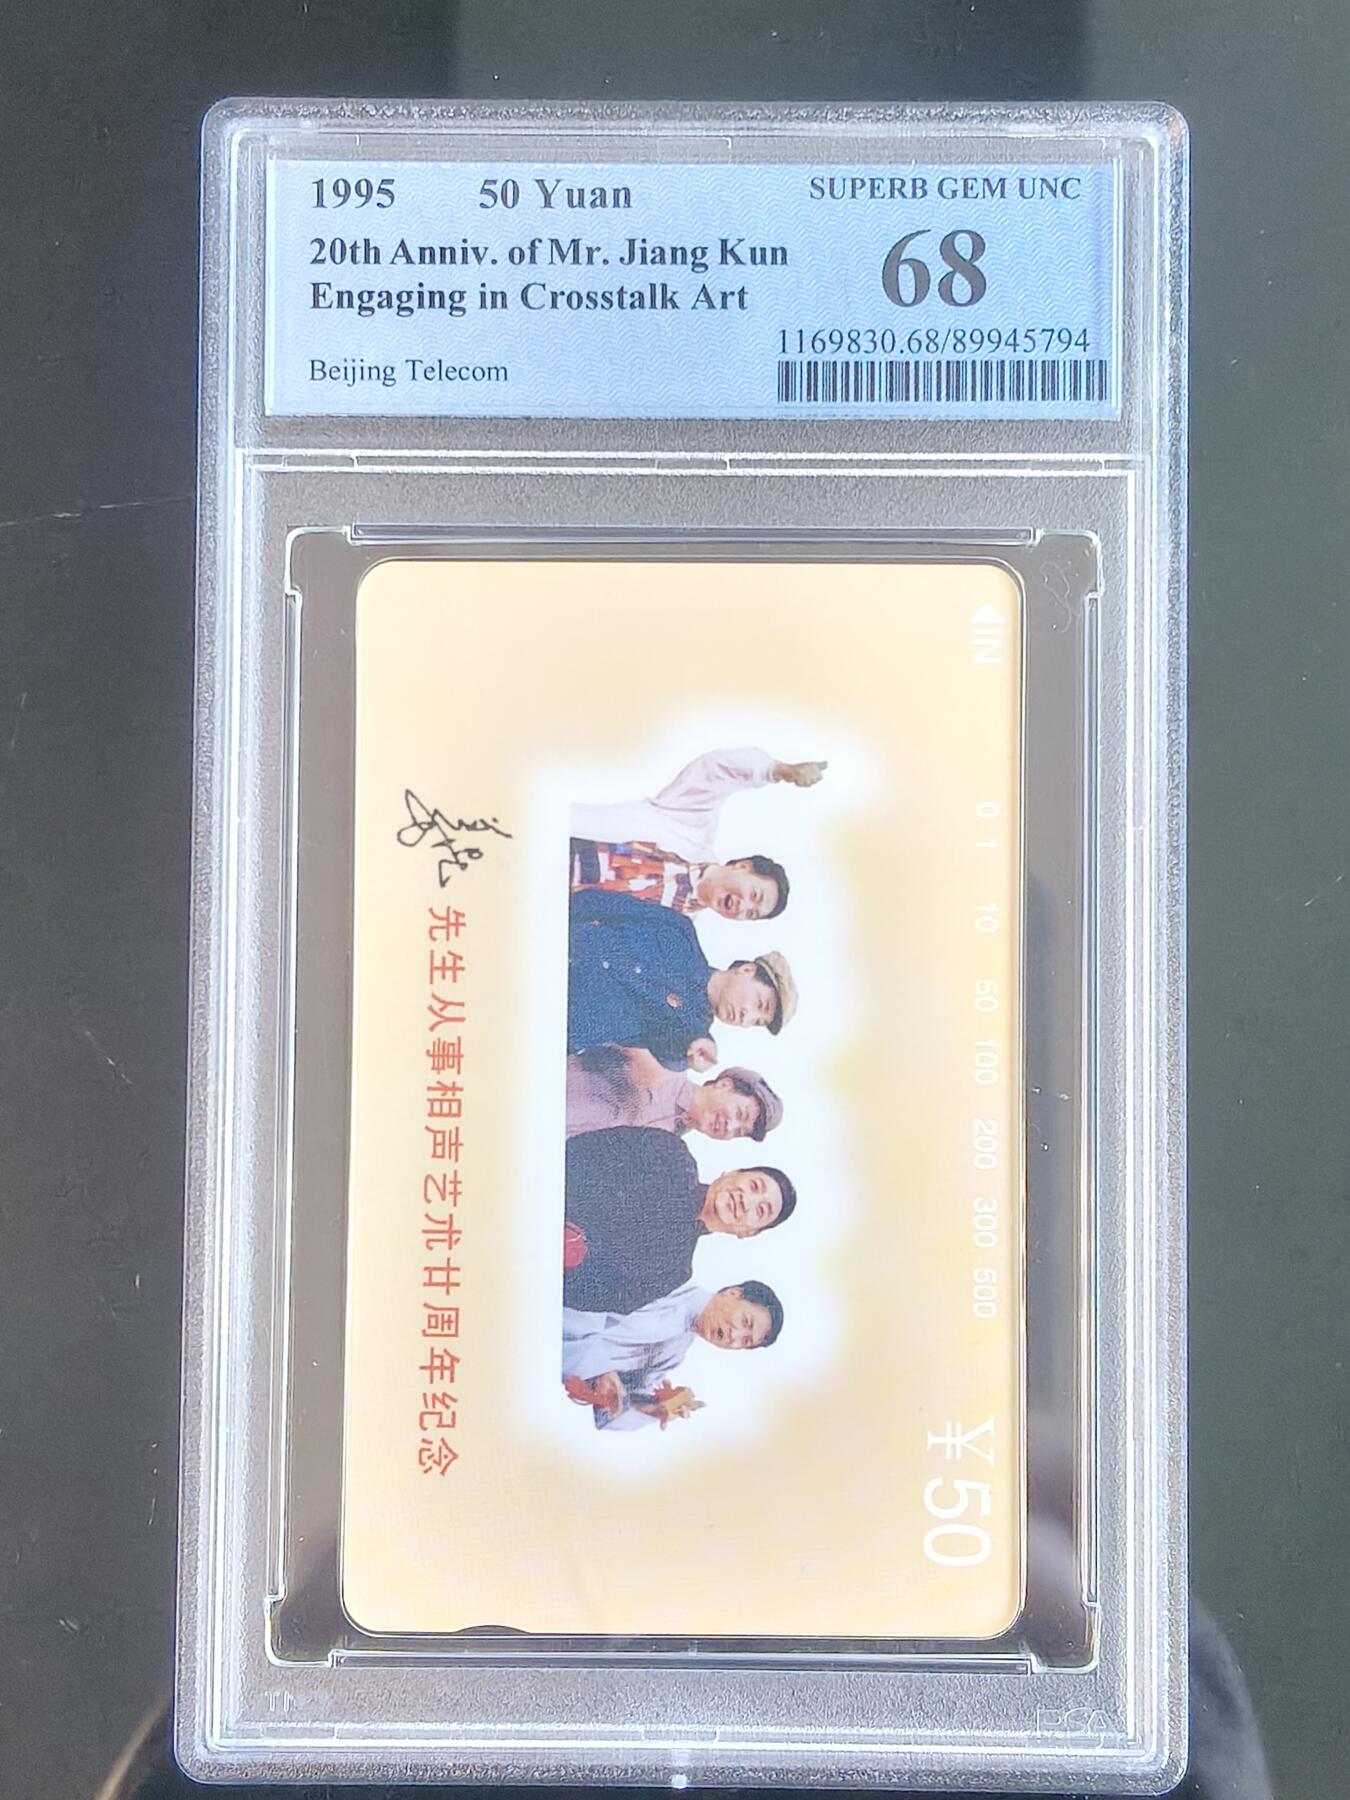 1995 50 Yuan
SUPERB GEM UNC
20th Anniv. of Mr. Jiang Kun
Engaging in Crosstalk Art
68
1169830.68/89945794
Beijing Telecom
◀IN
0 1 10 50 100 200 300 500
¥50
姜昆 先生从事相声艺术廿周年纪念